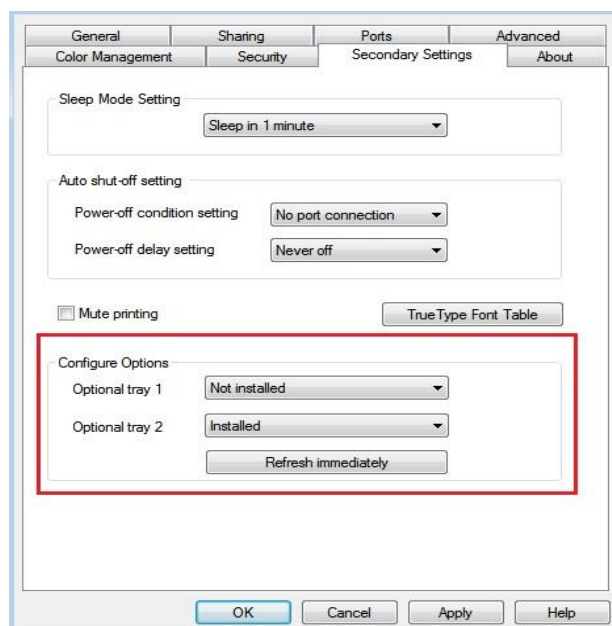 General Sharing Ports Advanced
Color Management Security Secondary Settings About
Sleep Mode Setting
Sleep in 1 minute
Auto shut-off setting
Power-off condition setting No port connection
Power-off delay setting Never off
Mute printing TrueType Font Table
Configure Options
Optional tray 1 Not installed
Optional tray 2 Installed
Refresh immediately
OK Cancel Apply Help